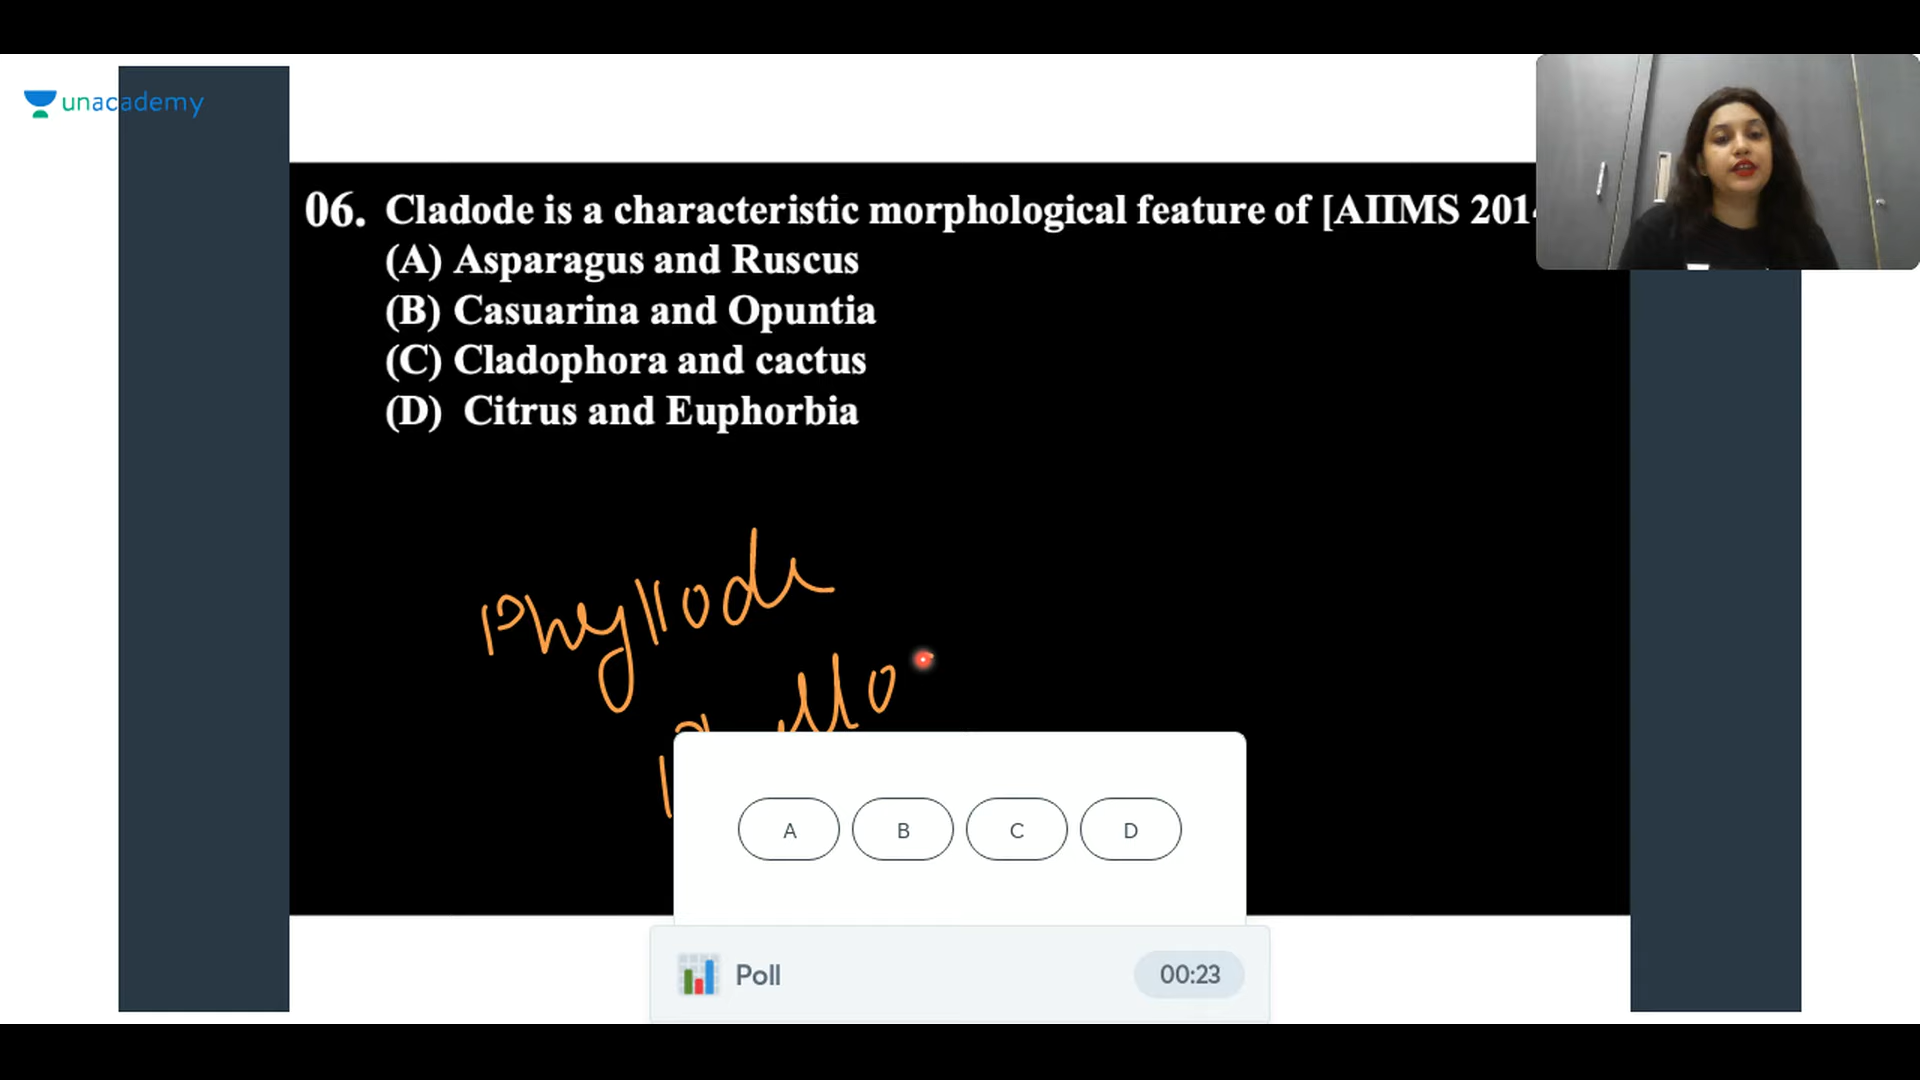 unacademy
06. Cladode is a characteristic morphological feature of [AIIMS 201
(A) Asparagus and Ruscus
(B) Casuarina and Opuntia
(C) Cladophora and cactus
(D) Citrus and Euphorbia
Phyllode
A B C D
Poll 00:23